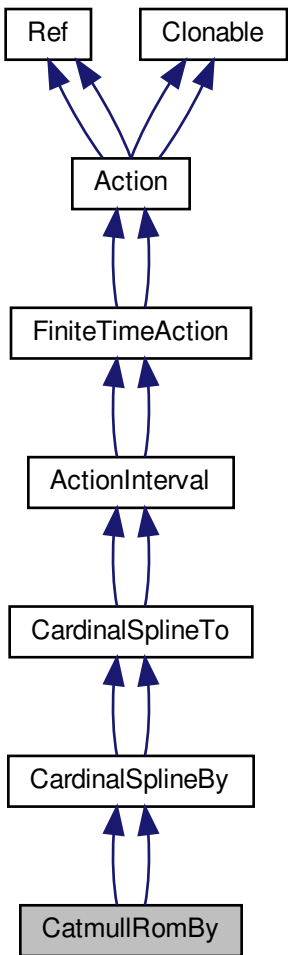 Ref
Clonable
Action
FiniteTimeAction
ActionInterval
CardinalSplineTo
CardinalSplineBy
CatmullRomBy